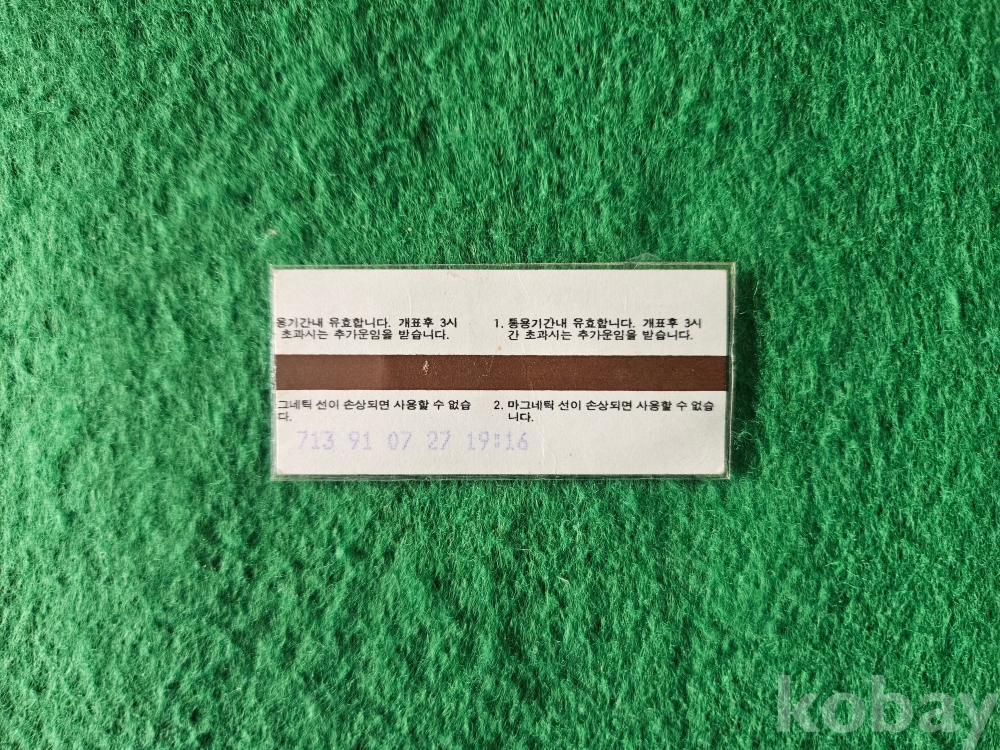 용기간내 유효합니다. 개표후 3시
초과시는 추가운임을 받습니다.
1. 통용기간내 유효합니다. 개표후 3시
간 초과시는 추가운임을 받습니다.
그네틱 선이 손상되면 사용할 수 없습
다.
2. 마그네틱 선이 손상되면 사용할 수 없습
니다.
713 91 07 27 19:16
kobay